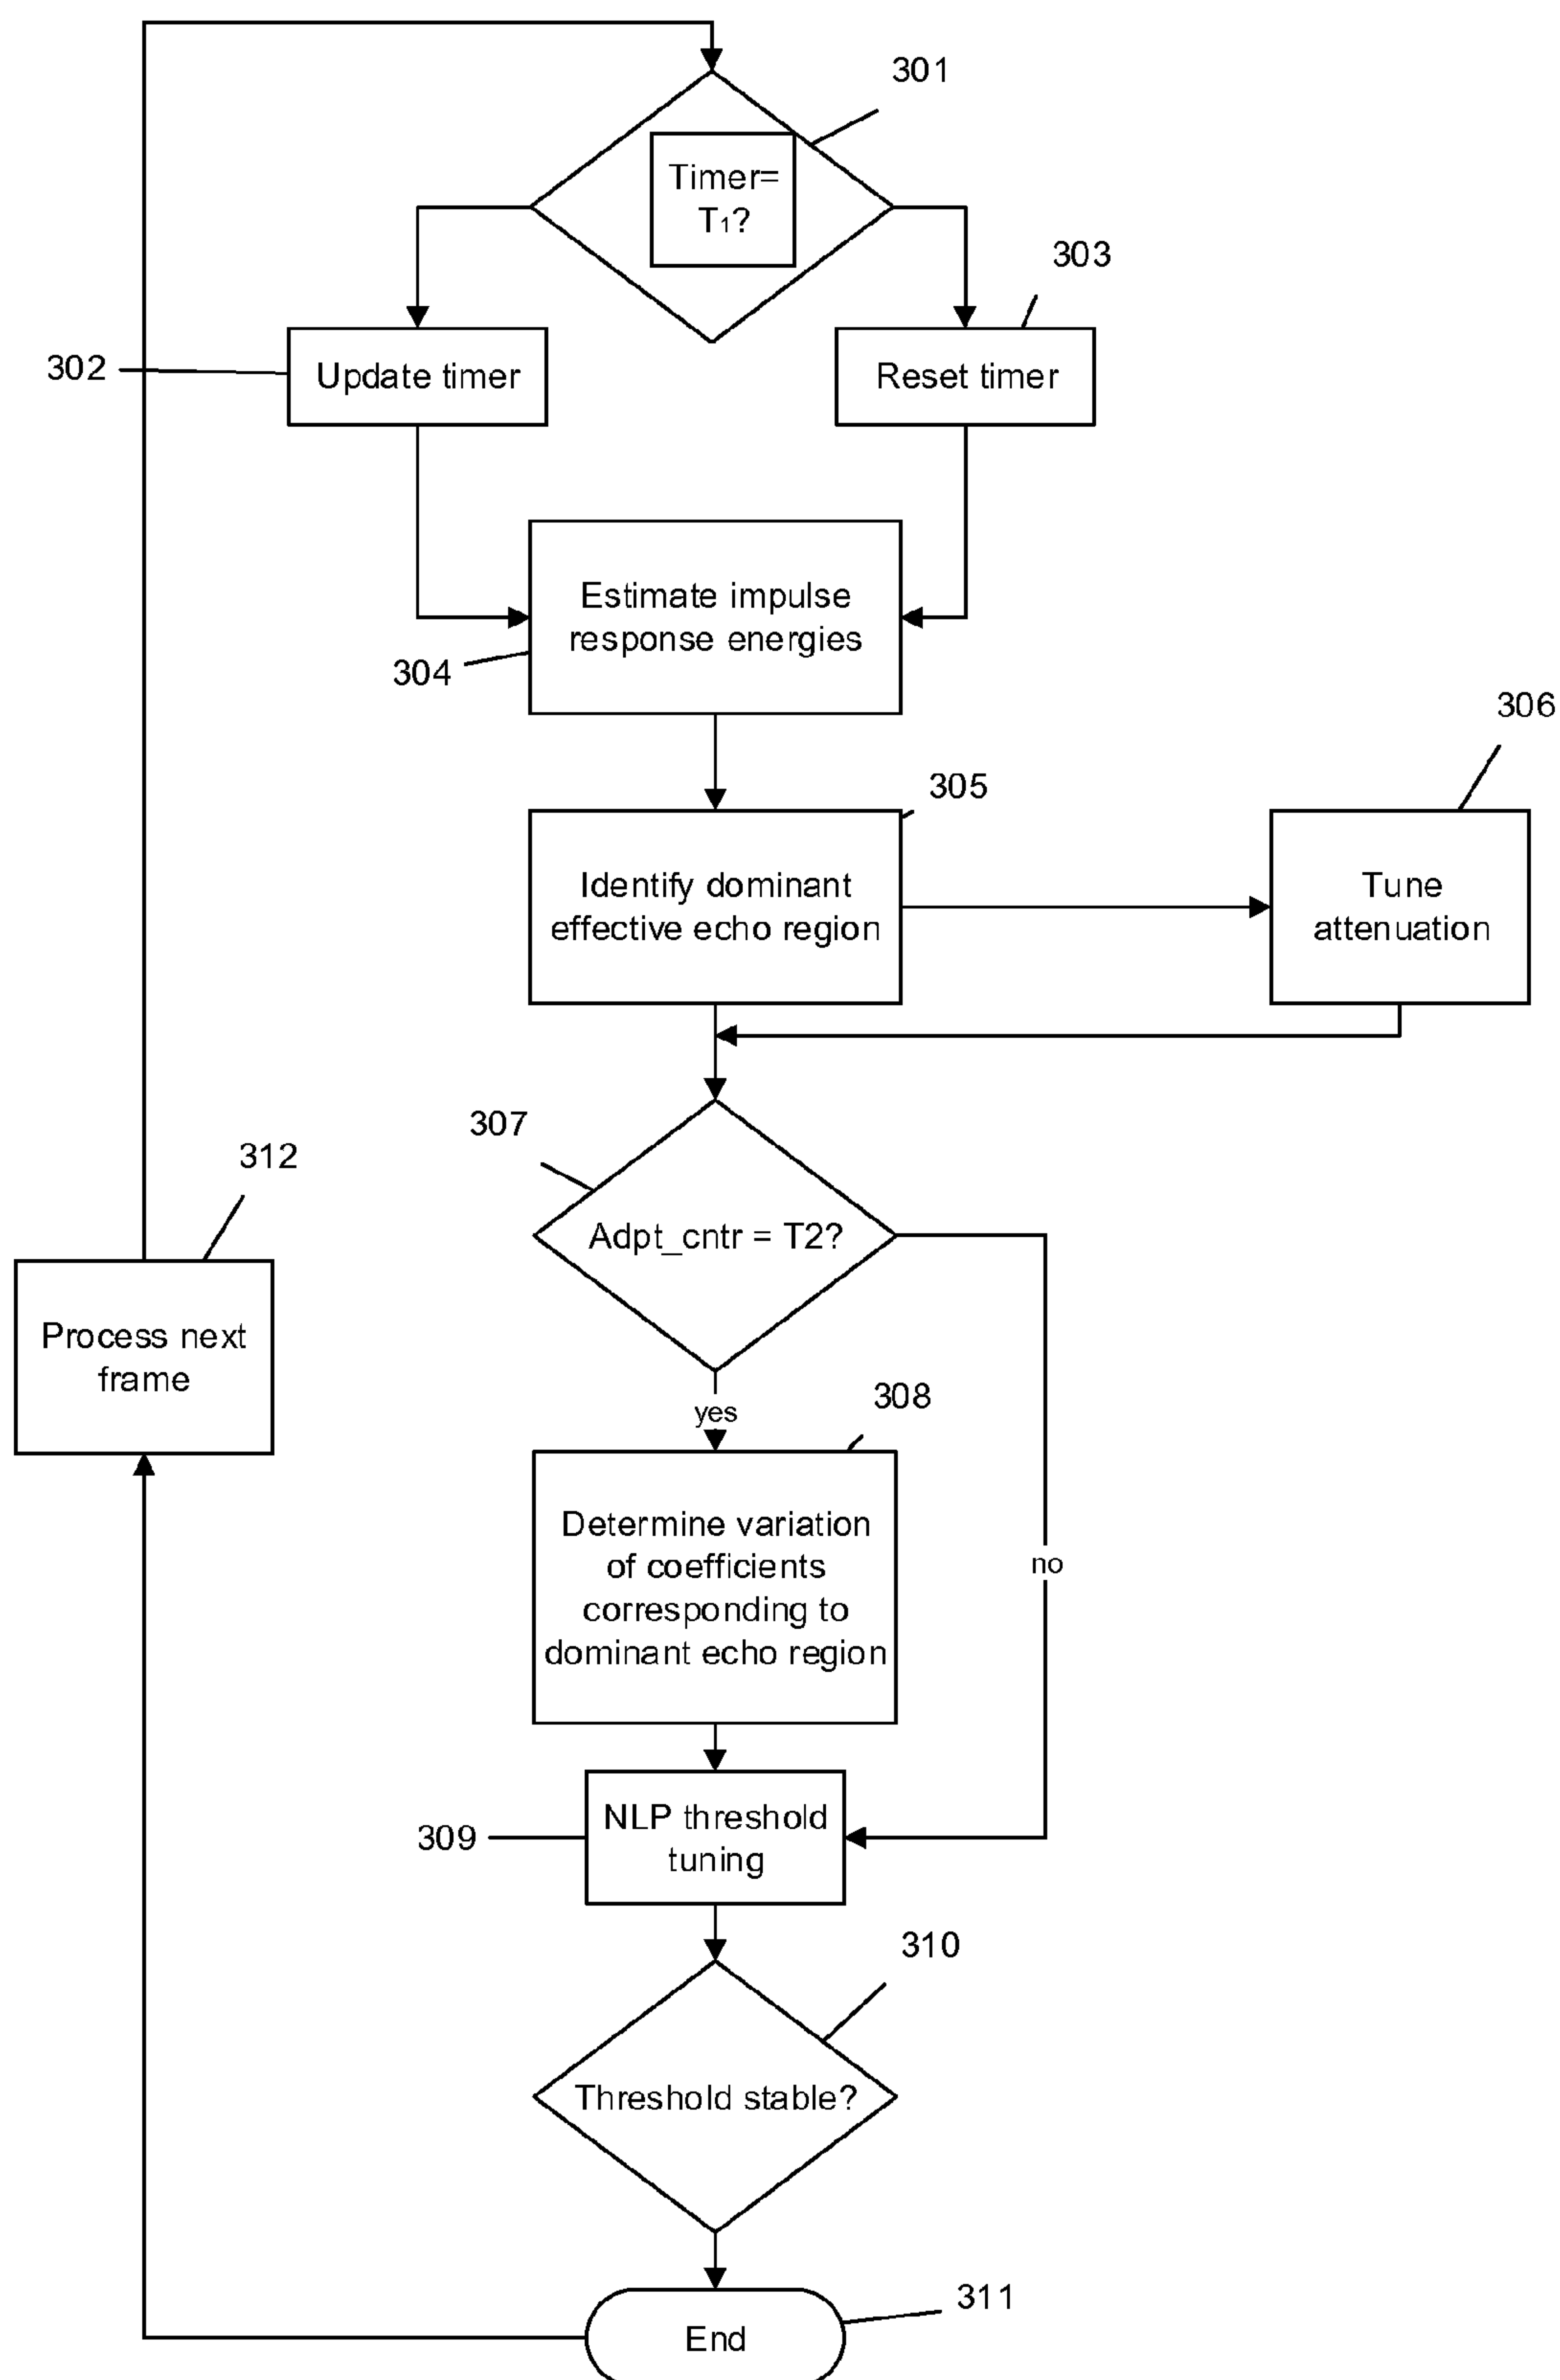 301
Timer=
T₁?
303
302
Update timer
Reset timer
Estimate impulse
response energies
304
306
305
Identify dominant
effective echo region
Tune
attenuation
307
312
Adpt_cntr = T2?
Process next
frame
yes
308
Determine variation
of coefficients
corresponding to
dominant echo region
no
309
NLP threshold
tuning
310
Threshold stable?
311
End